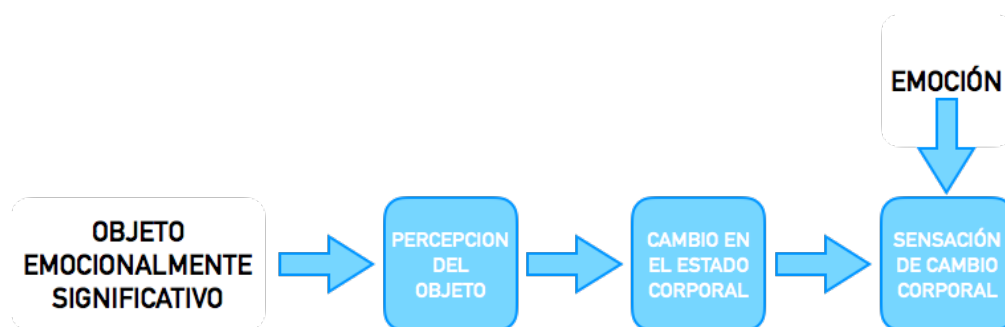 EMOCIÓN
OBJETO
EMOCIONALMENTE
SIGNIFICATIVO
PERCEPCION
DEL
OBJETO
CAMBIO EN
EL ESTADO
CORPORAL
SENSACIÓN
DE CAMBIO
CORPORAL